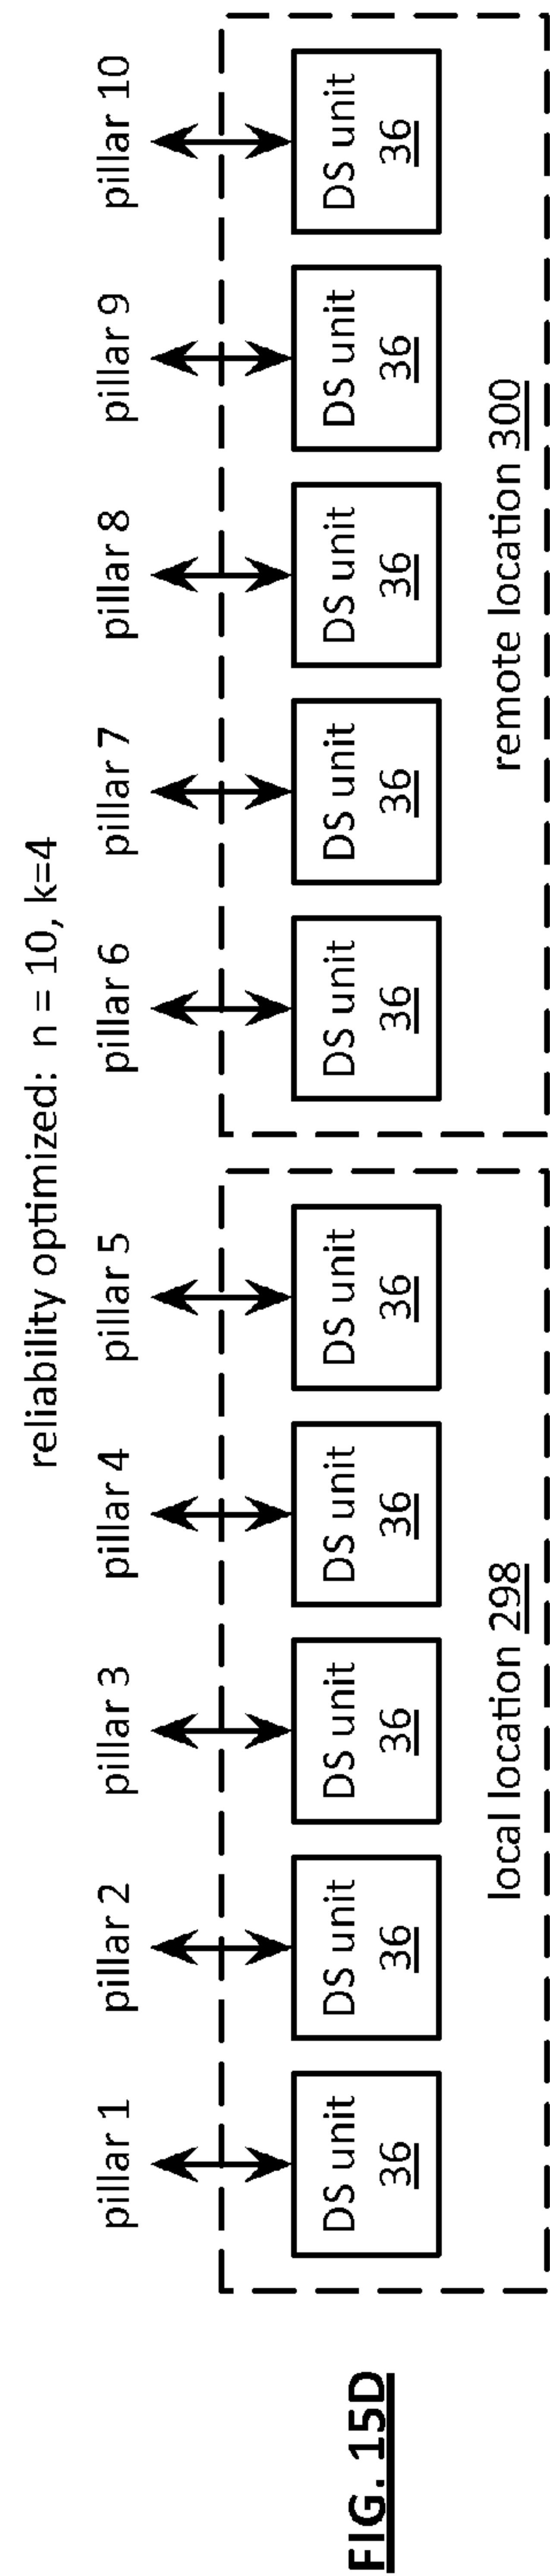 reliability optimized: n = 10, k=4
pillar 1 pillar 2 pillar 3 pillar 4 pillar 5 pillar 6 pillar 7 pillar 8 pillar 9 pillar 10
DS unit DS unit DS unit DS unit DS unit DS unit DS unit DS unit DS unit DS unit
36 36 36 36 36 36 36 36 36 36
local location 298 remote location 300
FIG. 15D